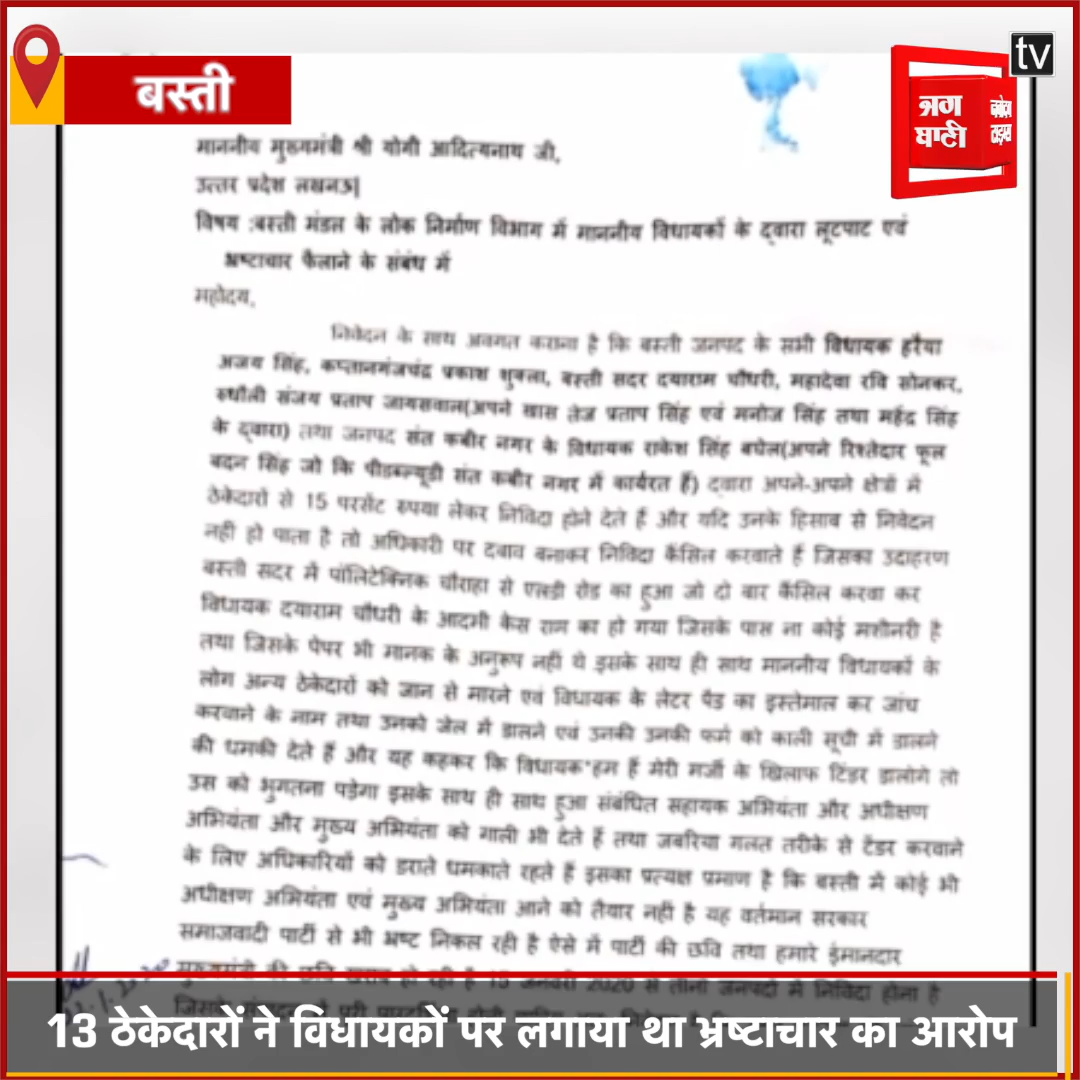 बस्ती
tv
माननीय मुख्यमंत्री श्री योगी आदित्यनाथ जी,
उत्तर प्रदेश लखनऊ|
विषय :बस्ती मंडल के लोक निर्माण विभाग में माननीय विधायकों के द्वारा लूटपाट एवं
भ्रष्टाचार फैलाने के संबंध में
महोदय,
निवेदन के साथ अवगत कराना है कि बस्ती जनपद के सभी विधायक हरैया
अजय सिंह, कप्तानगंजचंद्र प्रकाश शुक्ला, बस्ती सदर दयाराम चौधरी, महादेवा रवि सोनकर,
रुधौली संजय प्रताप जायसवाल(अपने खास तेज प्रताप सिंह एवं मनोज सिंह तथा महेंद्र सिंह
के द्वारा) तथा जनपद संत कबीर नगर के विधायक राकेश सिंह बघेल(अपने रिश्तेदार फूल
बदन सिंह जो कि पीडब्ल्यूडी संत कबीर नगर में कार्यरत हैं) द्वारा अपने-अपने क्षेत्रों में
ठेकेदारों से 15 परसेंट रुपया लेकर निविदा होने देते हैं और यदि उनके हिसाब से निवेदन
नहीं हो पाता है तो अधिकारी पर दबाव बनाकर निविदा कैंसिल करवाते हैं जिसका उदाहरण
बस्ती सदर में पॉलिटेक्निक चौराहा से एलडी रोड का हुआ जो दो बार कैंसिल करवा कर
विधायक दयाराम चौधरी के आदमी केस राम का हो गया जिसके पास ना कोई मशीनरी है
तथा जिसके पेपर भी मानक के अनुरूप नहीं थे इसके साथ ही साथ माननीय विधायकों के
लोग अन्य ठेकेदारों को जान से मारने एवं विधायक के लेटर पैड का इस्तेमाल कर जांच
करवाने के नाम तथा उनको जेल में डालने एवं उनकी उनकी फर्म को काली सूची में डालने
की धमकी देते हैं और यह कहकर कि विधायक हम हैं मेरी मर्जी के खिलाफ टिंडर डालोगे तो
उस को भुगतना पड़ेगा इसके साथ ही साथ हुआ संबंधित सहायक अभियंता और अधीक्षण
अभियंता और मुख्य अभियंता को गाली भी देते हैं तथा जबरिया गलत तरीके से टेंडर करवाने
के लिए अधिकारियों को डराते धमकाते रहते हैं इसका प्रत्यक्ष प्रमाण है कि बस्ती में कोई भी
अधीक्षण अभियंता एवं मुख्य अभियंता आने को तैयार नहीं है यह वर्तमान सरकार
समाजवादी पार्टी से भी भ्रष्ट निकल रही है ऐसे में पार्टी की छवि तथा हमारे ईमानदार
मुख्यमंत्री की छवि खराब हो रही है 15 जनवरी 2020 से तीनों जनपदों में निविदा होना है
13 ठेकेदारों ने विधायकों पर लगाया था भ्रष्टाचार का आरोप